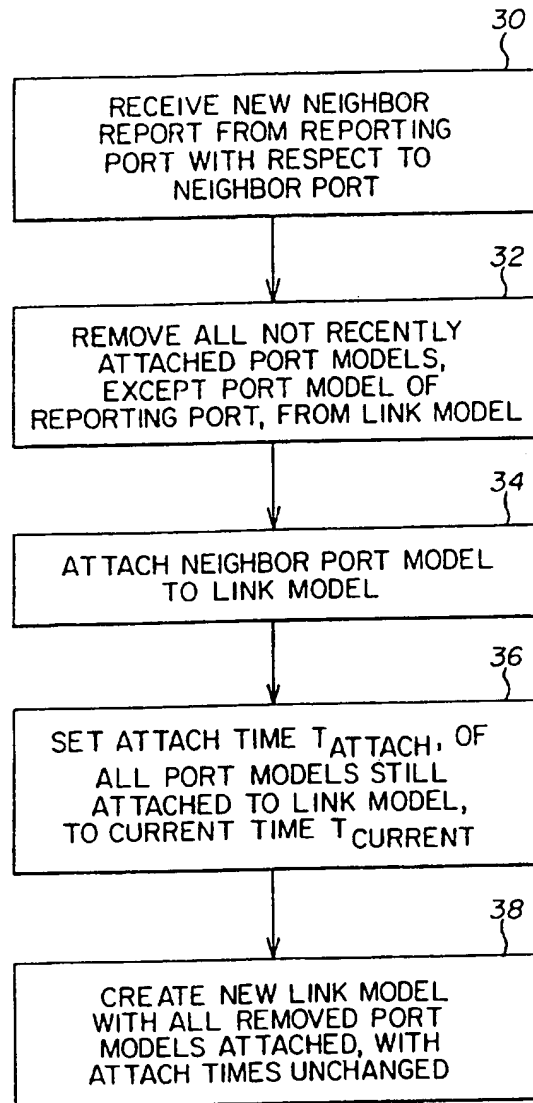 30
RECEIVE NEW NEIGHBOR
REPORT FROM REPORTING
PORT WITH RESPECT TO
NEIGHBOR PORT
32
REMOVE ALL NOT RECENTLY
ATTACHED PORT MODELS,
EXCEPT PORT MODEL OF
REPORTING PORT, FROM LINK MODEL
34
ATTACH NEIGHBOR PORT MODEL
TO LINK MODEL
36
SET ATTACH TIME TATTACH, OF
ALL PORT MODELS STILL
ATTACHED TO LINK MODEL,
TO CURRENT TIME TCURRENT
38
CREATE NEW LINK MODEL
WITH ALL REMOVED PORT
MODELS ATTACHED, WITH
ATTACH TIMES UNCHANGED